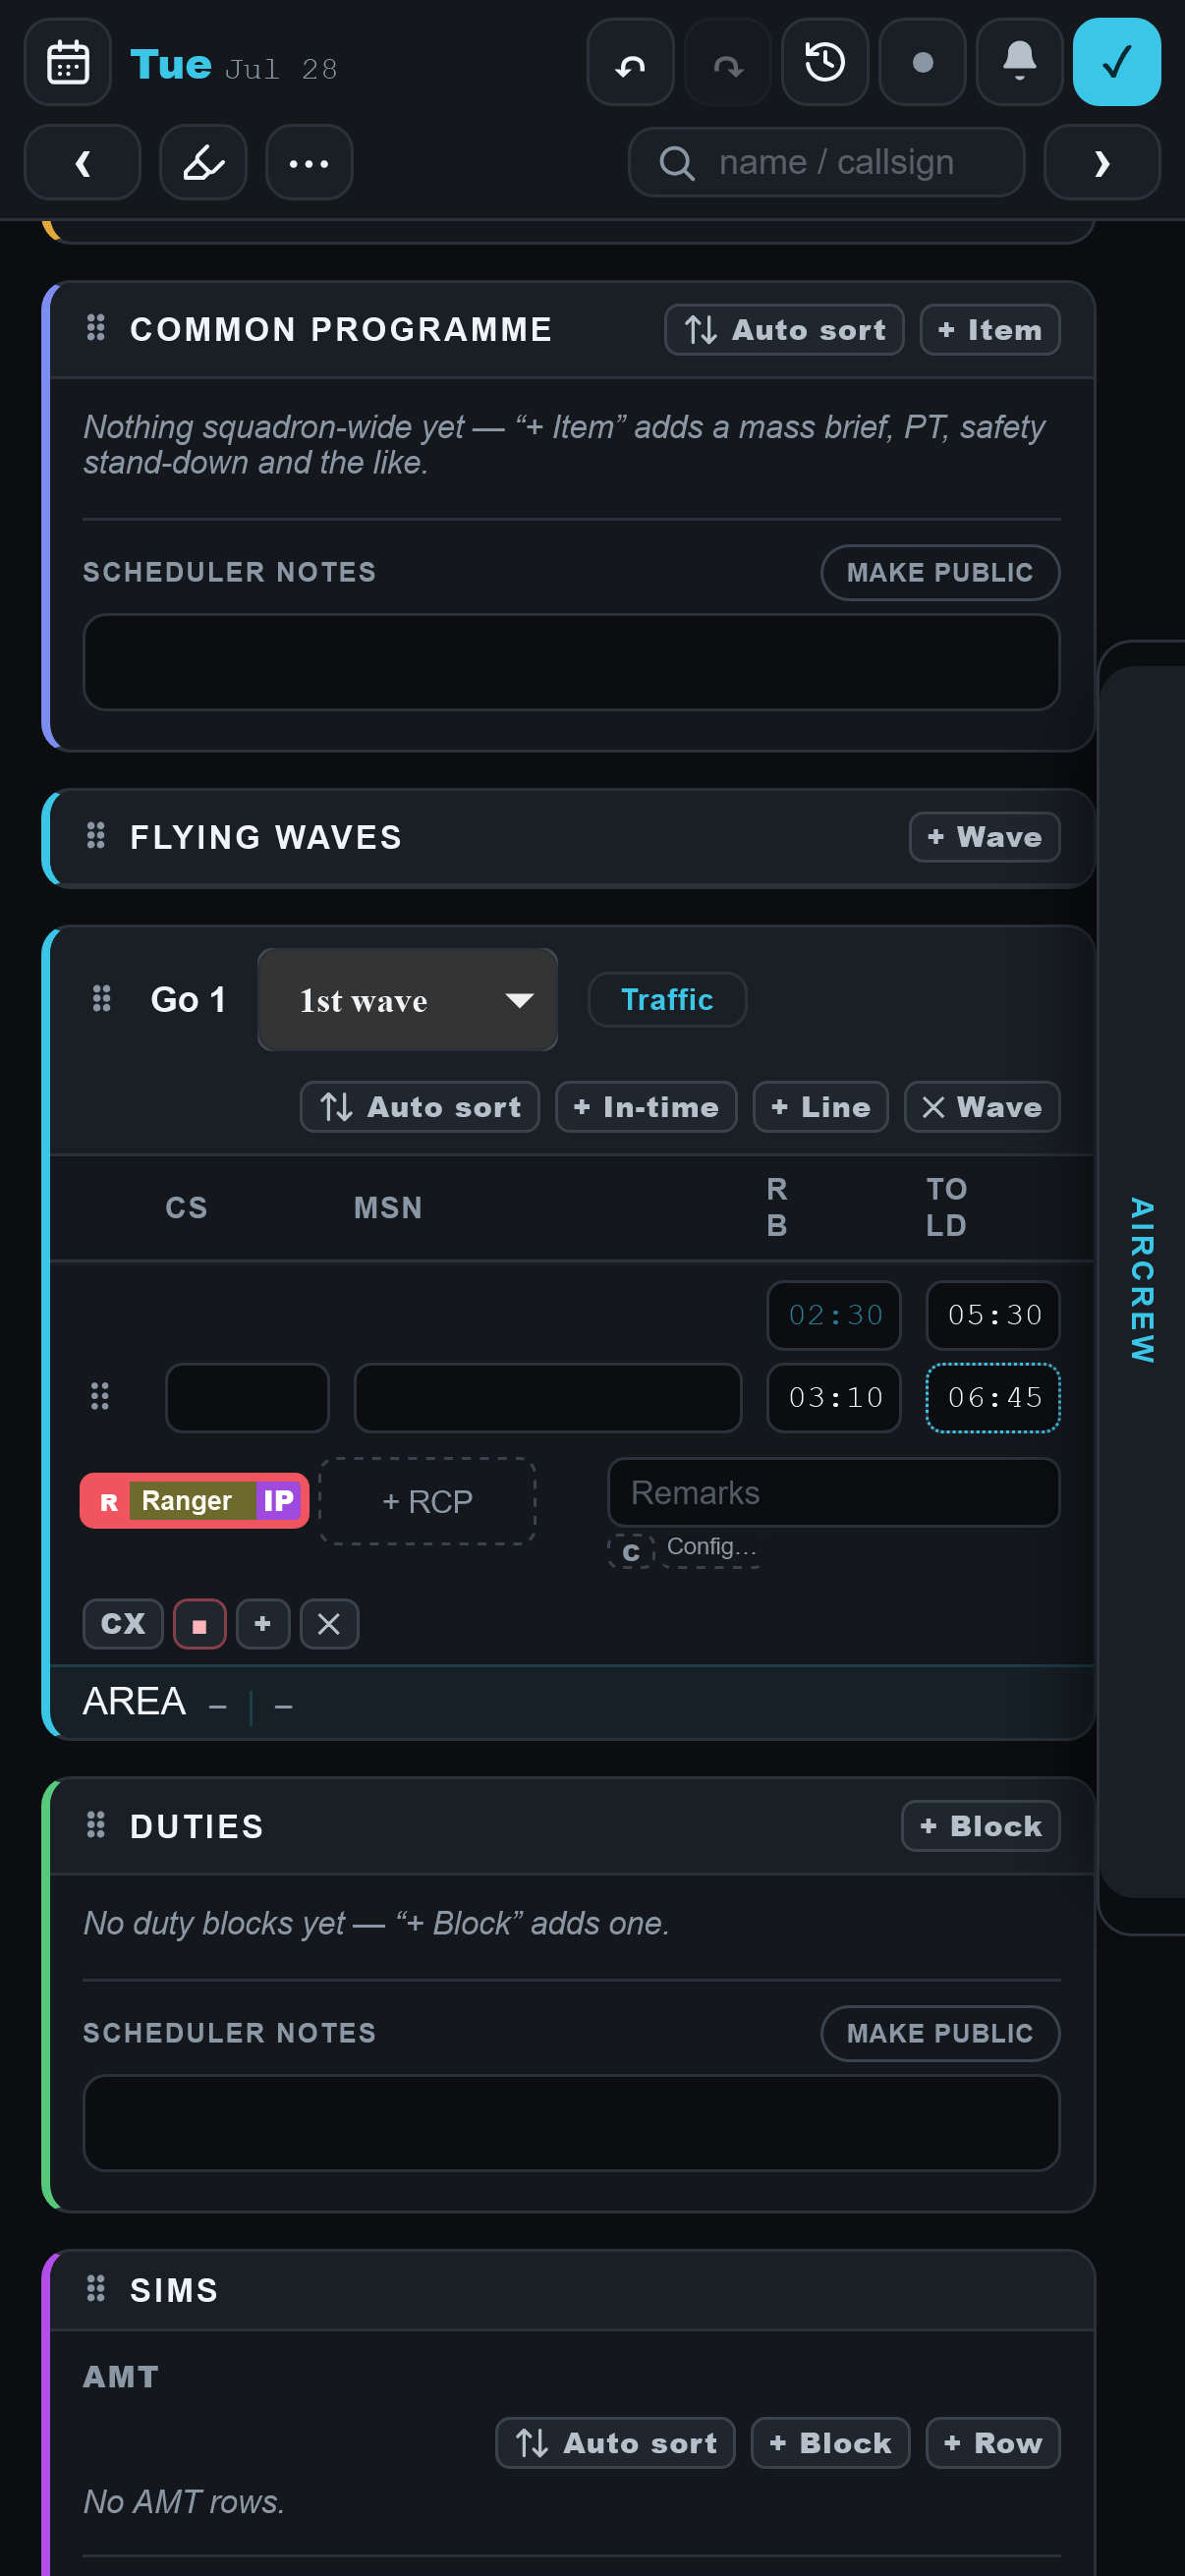 Tue Jul 28
name / callsign
COMMON PROGRAMME
Auto sort
+ Item
Nothing squadron-wide yet — “+ Item” adds a mass brief, PT, safety
stand-down and the like.
SCHEDULER NOTES
MAKE PUBLIC
FLYING WAVES
+ Wave
Go 1
1st wave
Traffic
Auto sort
+ In-time
+ Line
× Wave
CS
MSN
R
B
TO
LD
02:30
05:30
03:10
06:45
R Ranger IP
+ RCP
Remarks
C
Config…
CX
+
×
AREA – | –
AIRCREW
DUTIES
+ Block
No duty blocks yet — “+ Block” adds one.
SCHEDULER NOTES
MAKE PUBLIC
SIMS
AMT
Auto sort
+ Block
+ Row
No AMT rows.